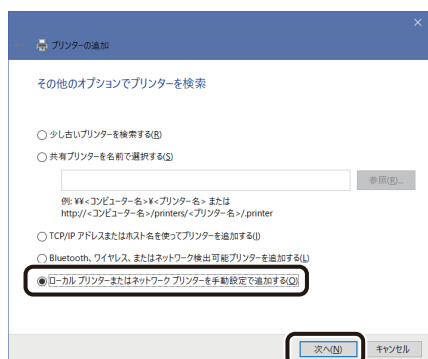 プリンターの追加
その他のオプションでプリンターを検索
少し古いプリンターを検索する(R)
共有プリンターを名前で選択する(S)
参照(R)...
例: ¥¥<コンピューター名>¥<プリンター名> または
http://<コンピューター名>/printers/<プリンター名>/.printer
TCP/IP アドレスまたはホスト名を使ってプリンターを追加する(I)
Bluetooth、ワイヤレス、またはネットワーク検出可能プリンターを追加する(L)
ローカル プリンターまたはネットワーク プリンターを手動設定で追加する(O)
次へ(N)
キャンセル